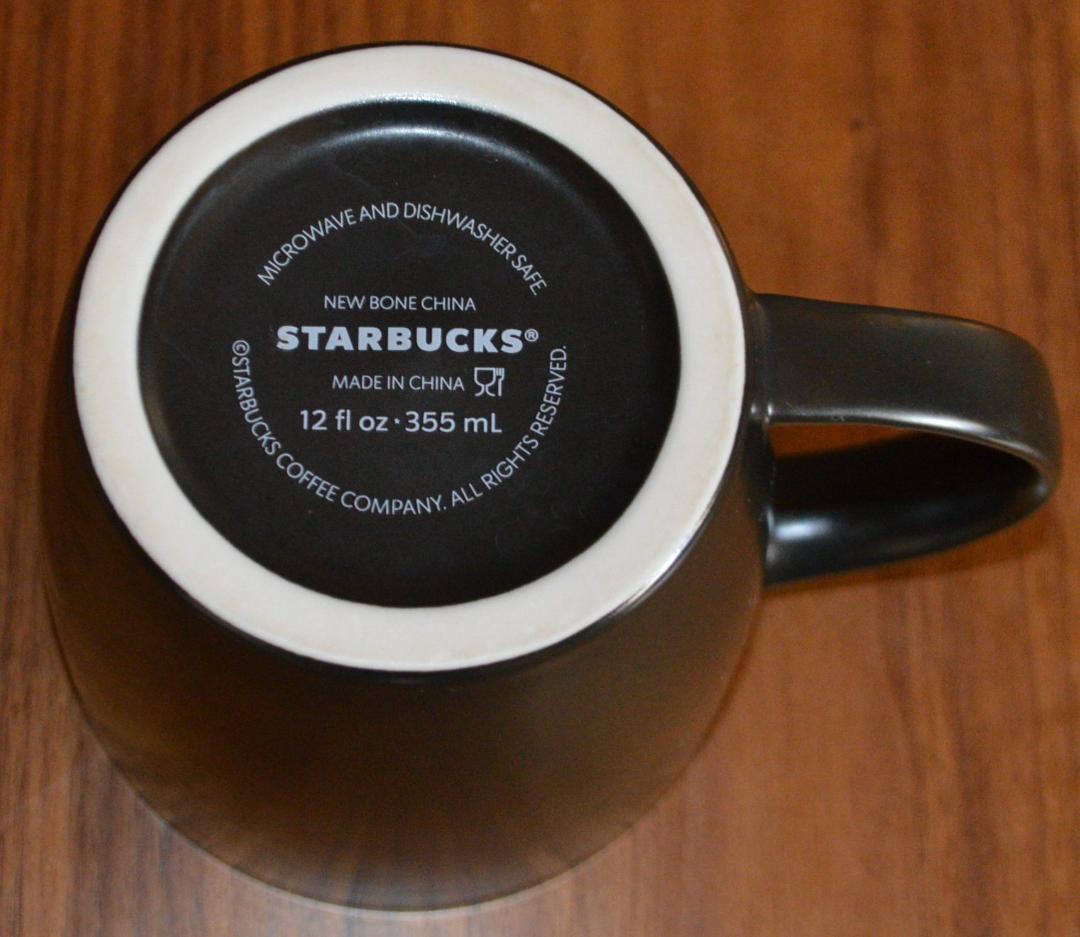 MICROWAVE AND DISHWASHER SAFE.
NEW BONE CHINA
STARBUCKS®
MADE IN CHINA
12 fl oz · 355 mL
©STARBUCKS COFFEE COMPANY. ALL RIGHTS RESERVED.